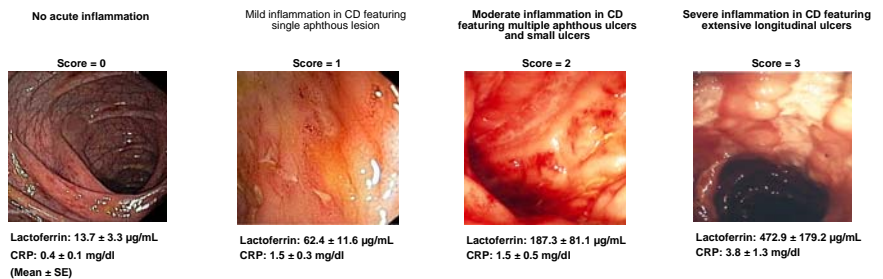 No acute inflammation
Score = 0
Lactoferrin: 13.7 ± 3.3 µg/mL
CRP: 0.4 ± 0.1 mg/dl
(Mean ± SE)
Mild inflammation in CD featuring
single aphthous lesion
Score = 1
Lactoferrin: 62.4 ± 11.6 µg/mL
CRP: 1.5 ± 0.3 mg/dl
Moderate inflammation in CD
featuring multiple aphthous ulcers
and small ulcers
Score = 2
Lactoferrin: 187.3 ± 81.1 µg/mL
CRP: 1.5 ± 0.5 mg/dl
Severe inflammation in CD featuring
extensive longitudinal ulcers
Score = 3
Lactoferrin: 472.9 ± 179.2 µg/mL
CRP: 3.8 ± 1.3 mg/dl